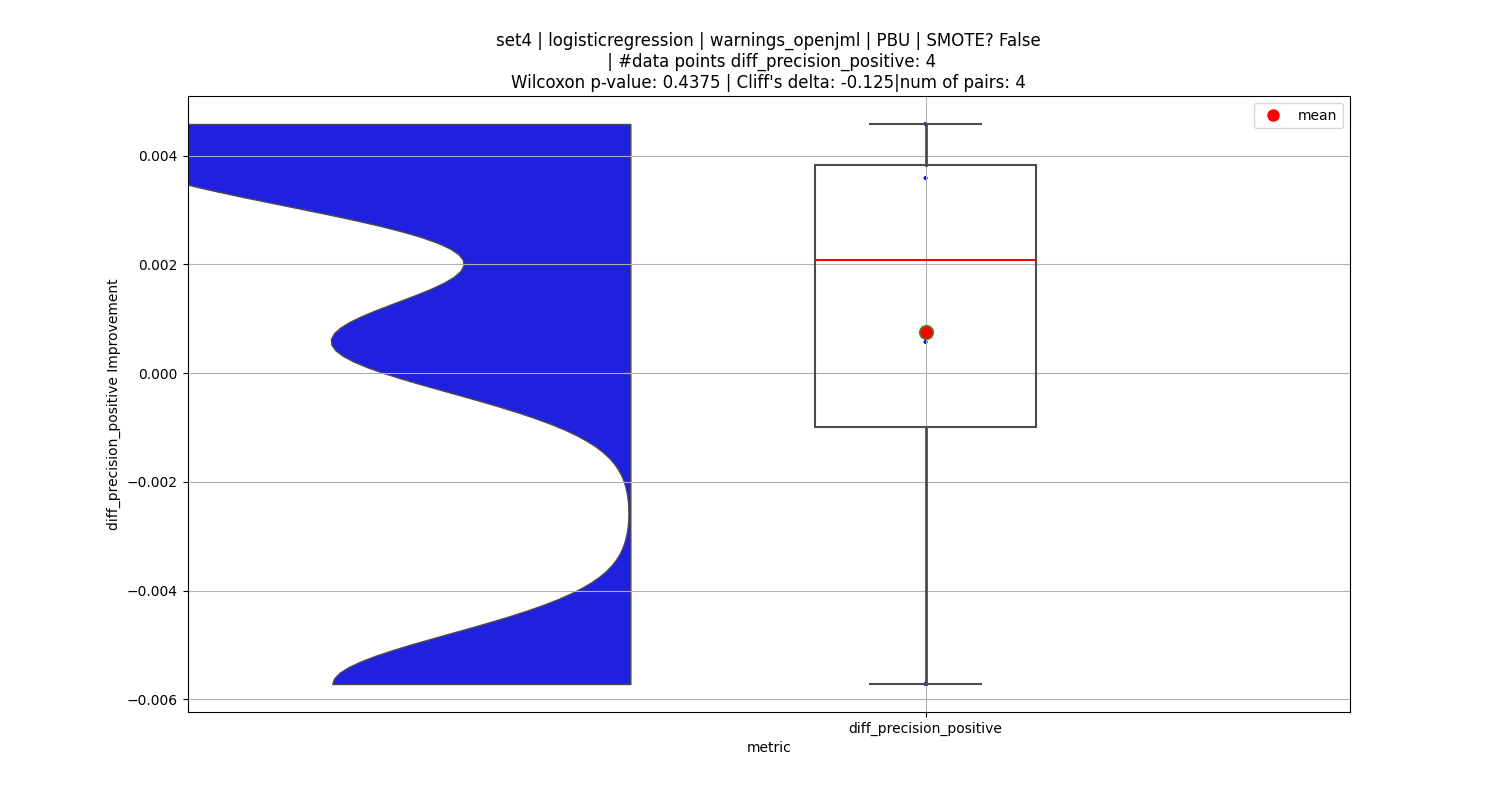 set4 | logisticregression | warnings_openjml | PBU | SMOTE? False
| #data points diff_precision_positive: 4
Wilcoxon p-value: 0.4375 | Cliff's delta: -0.125|num of pairs: 4
mean
0.004
0.002
0.000
−0.002
−0.004
−0.006
diff_precision_positive Improvement
diff_precision_positive
metric